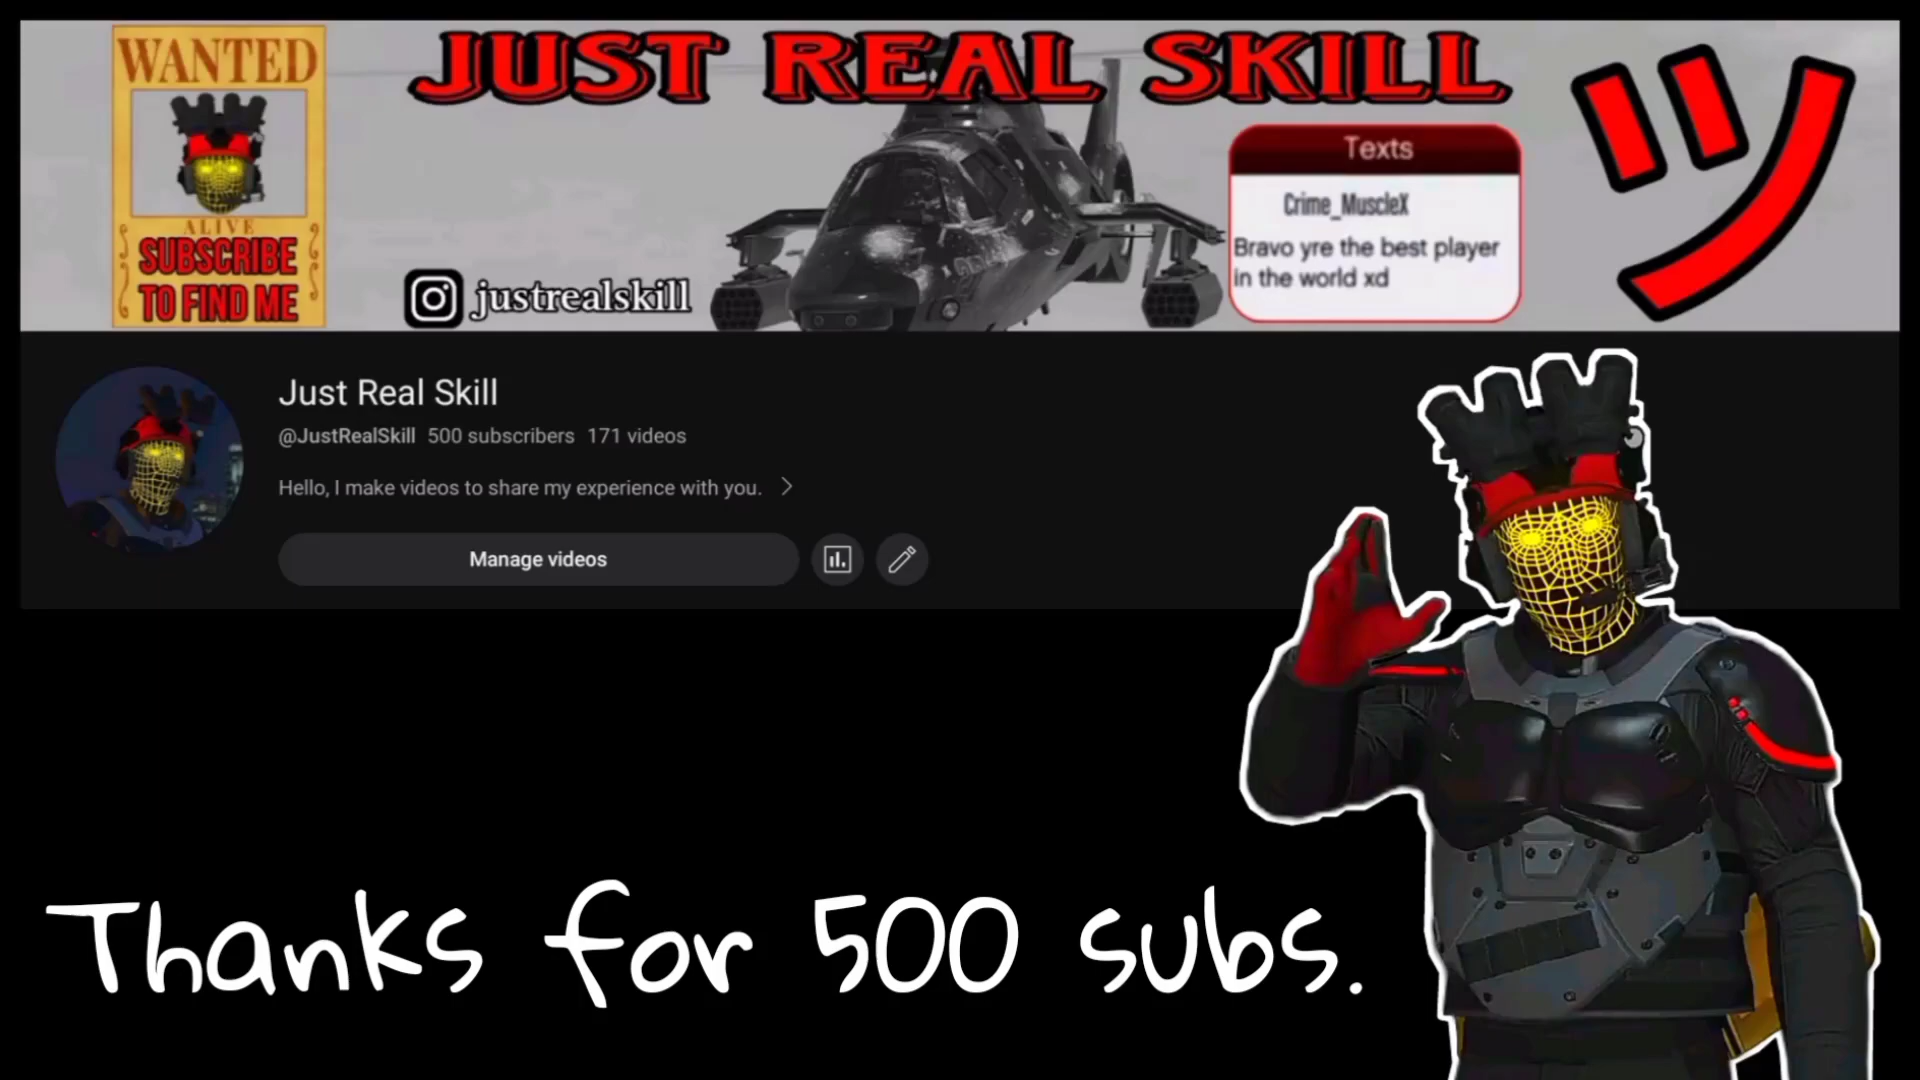 WANTED
ALIVE
SUBSCRIBE
TO FIND ME
JUST REAL SKILL
justrealskill
Texts
Crime_MuscleX
Bravo yre the best player
in the world xd
ツ
Just Real Skill
@JustRealSkill 500 subscribers 171 videos
Hello, I make videos to share my experience with you.
Manage videos
Thanks for 500 subs.